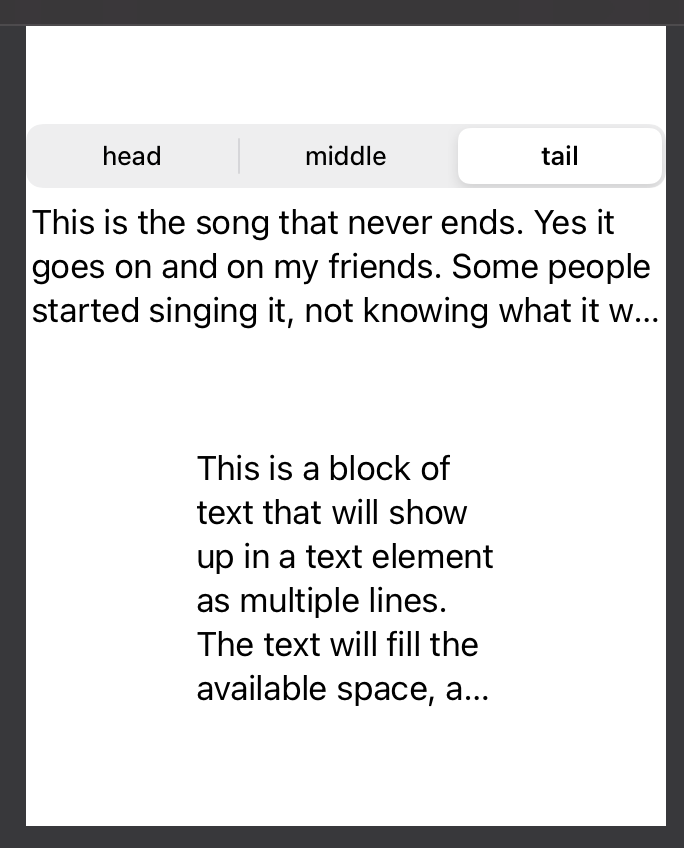 head middle tail
This is the song that never ends. Yes it
goes on and on my friends. Some people
started singing it, not knowing what it w...
This is a block of
text that will show
up in a text element
as multiple lines.
The text will fill the
available space, a...